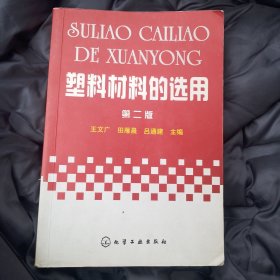 SULIAO CAILIAO
DE XUANYONG
塑料材料的选用
第二版
王文广 田雁晨 吕通建 主编
化学工业出版社